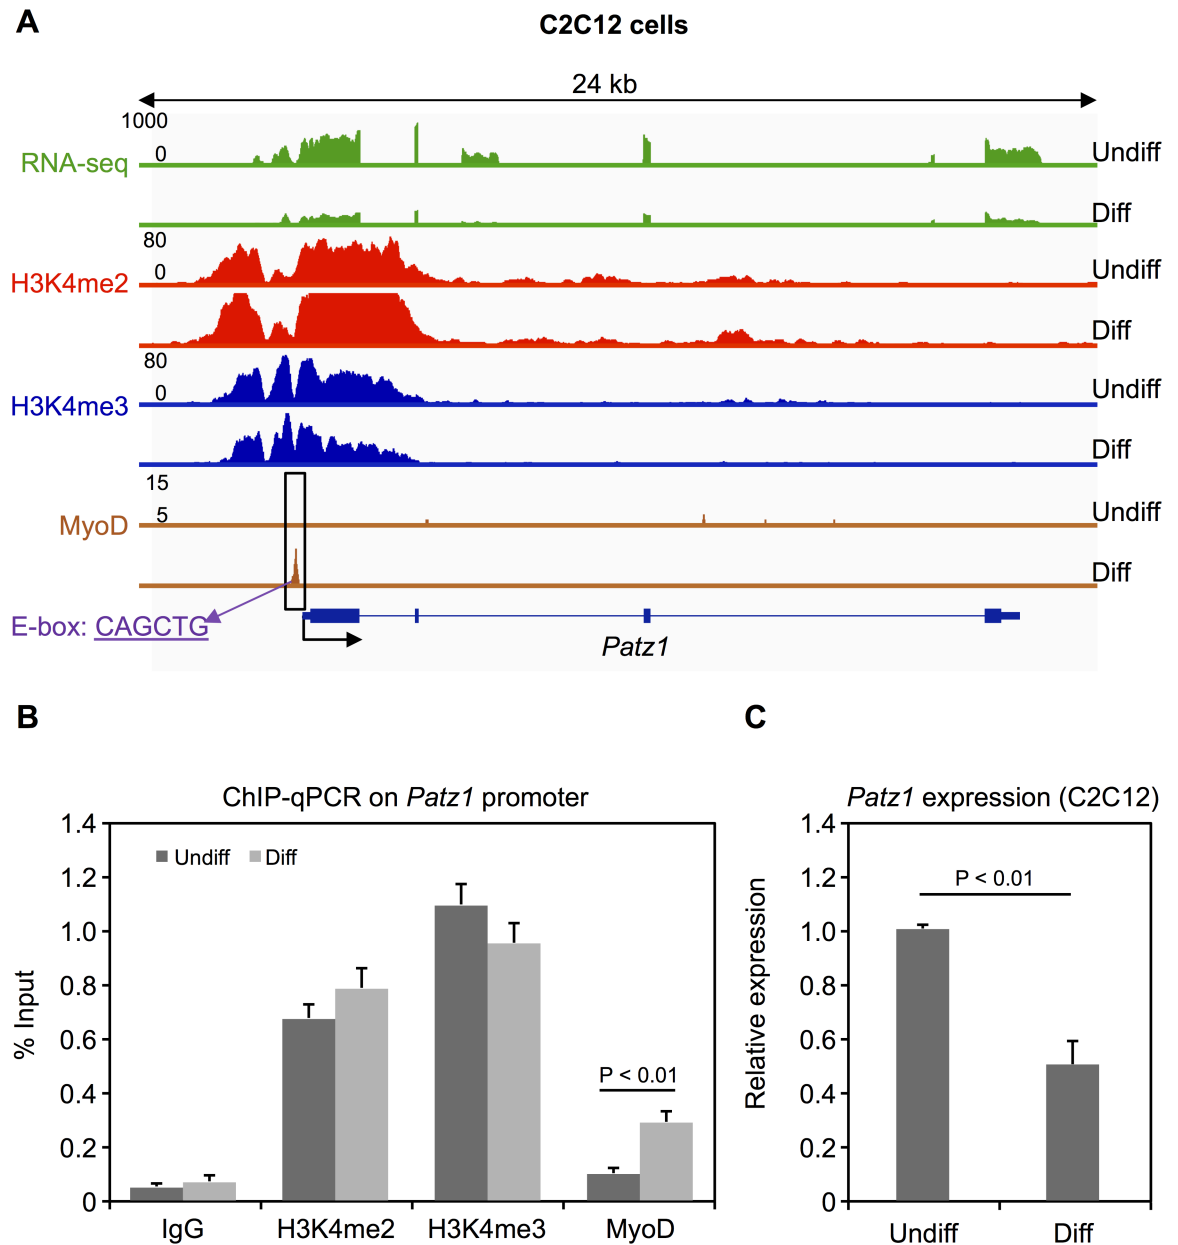 A
C2C12 cells
24 kb
1000
0
RNA-seq
Undiff
Diff
80
0
H3K4me2
Undiff
Diff
80
0
H3K4me3
Undiff
Diff
15
5
MyoD
Undiff
Diff
E-box: CAGCTG
Patz1
B
ChIP-qPCR on Patz1 promoter
1.4
1.2
1.0
0.8
0.6
0.4
0.2
0
% Input
Undiff Diff
P < 0.01
IgG H3K4me2 H3K4me3 MyoD
C
Patz1 expression (C2C12)
1.4
1.2
1.0
0.8
0.6
0.4
0.2
0
Relative expression
P < 0.01
Undiff Diff